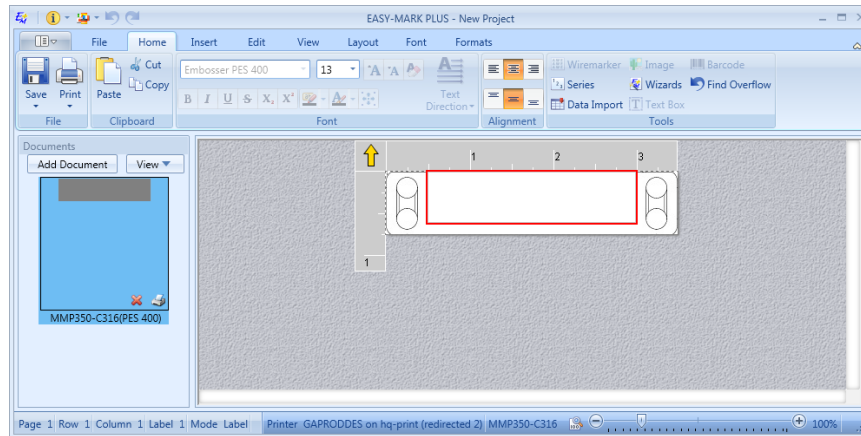 EASY-MARK PLUS - New Project
File Home Insert Edit View Layout Font Formats
Save Print Paste Cut Copy
Embosser PES 400 13 A A A
B I U S X, X² A
Text Direction
Wiremarker Image Barcode
Series Wizards Find Overflow
Data Import Text Box
File Clipboard Font Alignment Tools
Documents
Add Document View
MMP350-C316(PES 400)
1 2 3
1
Page 1 Row 1 Column 1 Label 1 Mode Label Printer GAPRODDES on hq-print (redirected 2) MMP350-C316 100%